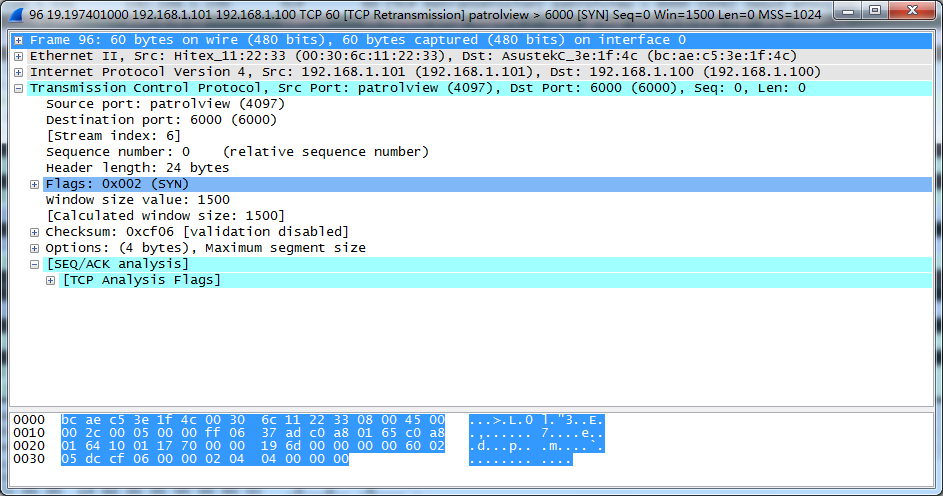 96 19.197401000 192.168.1.101 192.168.1.100 TCP 60 [TCP Retransmission] patrolview > 6000 [SYN] Seq=0 Win=1500 Len=0 MSS=1024
Frame 96: 60 bytes on wire (480 bits), 60 bytes captured (480 bits) on interface 0
Ethernet II, Src: Hitex_11:22:33 (00:30:6c:11:22:33), Dst: AsustekC_3e:1f:4c (bc:ae:c5:3e:1f:4c)
Internet Protocol Version 4, Src: 192.168.1.101 (192.168.1.101), Dst: 192.168.1.100 (192.168.1.100)
Transmission Control Protocol, Src Port: patrolview (4097), Dst Port: 6000 (6000), Seq: 0, Len: 0
Source port: patrolview (4097)
Destination port: 6000 (6000)
[Stream index: 6]
Sequence number: 0    (relative sequence number)
Header length: 24 bytes
Flags: 0x002 (SYN)
Window size value: 1500
[Calculated window size: 1500]
Checksum: 0xcf06 [validation disabled]
Options: (4 bytes), Maximum segment size
[SEQ/ACK analysis]
[TCP Analysis Flags]
0000  bc ae c5 3e 1f 4c 00 30  6c 11 22 33 08 00 45 00   ...>.L.0 l."3..E.
0010  00 2c 00 05 00 00 ff 06  37 ad c0 a8 01 65 c0 a8   .,...... 7....e..
0020  01 64 10 01 17 70 00 00  19 6d 00 00 00 00 60 02   .d...p.. .m....`.
0030  05 dc cf 06 00 00 02 04  04 00 00 00               ........ ....